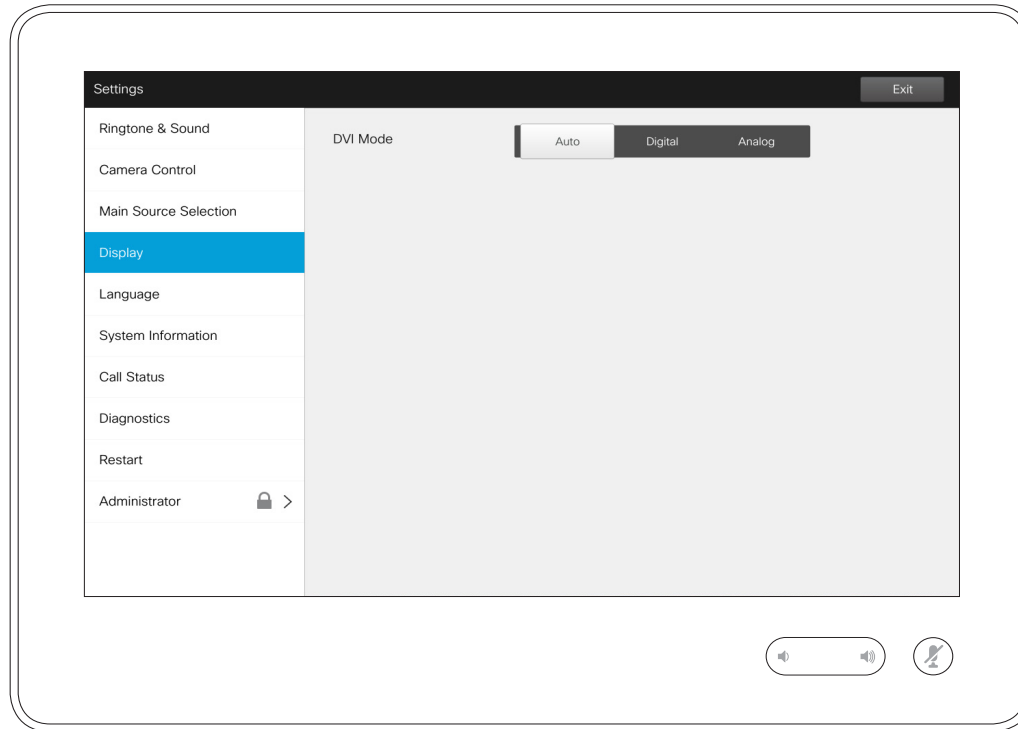 Settings
Exit
Ringtone & Sound
DVI Mode
Auto
Digital
Analog
Camera Control
Main Source Selection
Display
Language
System Information
Call Status
Diagnostics
Restart
Administrator